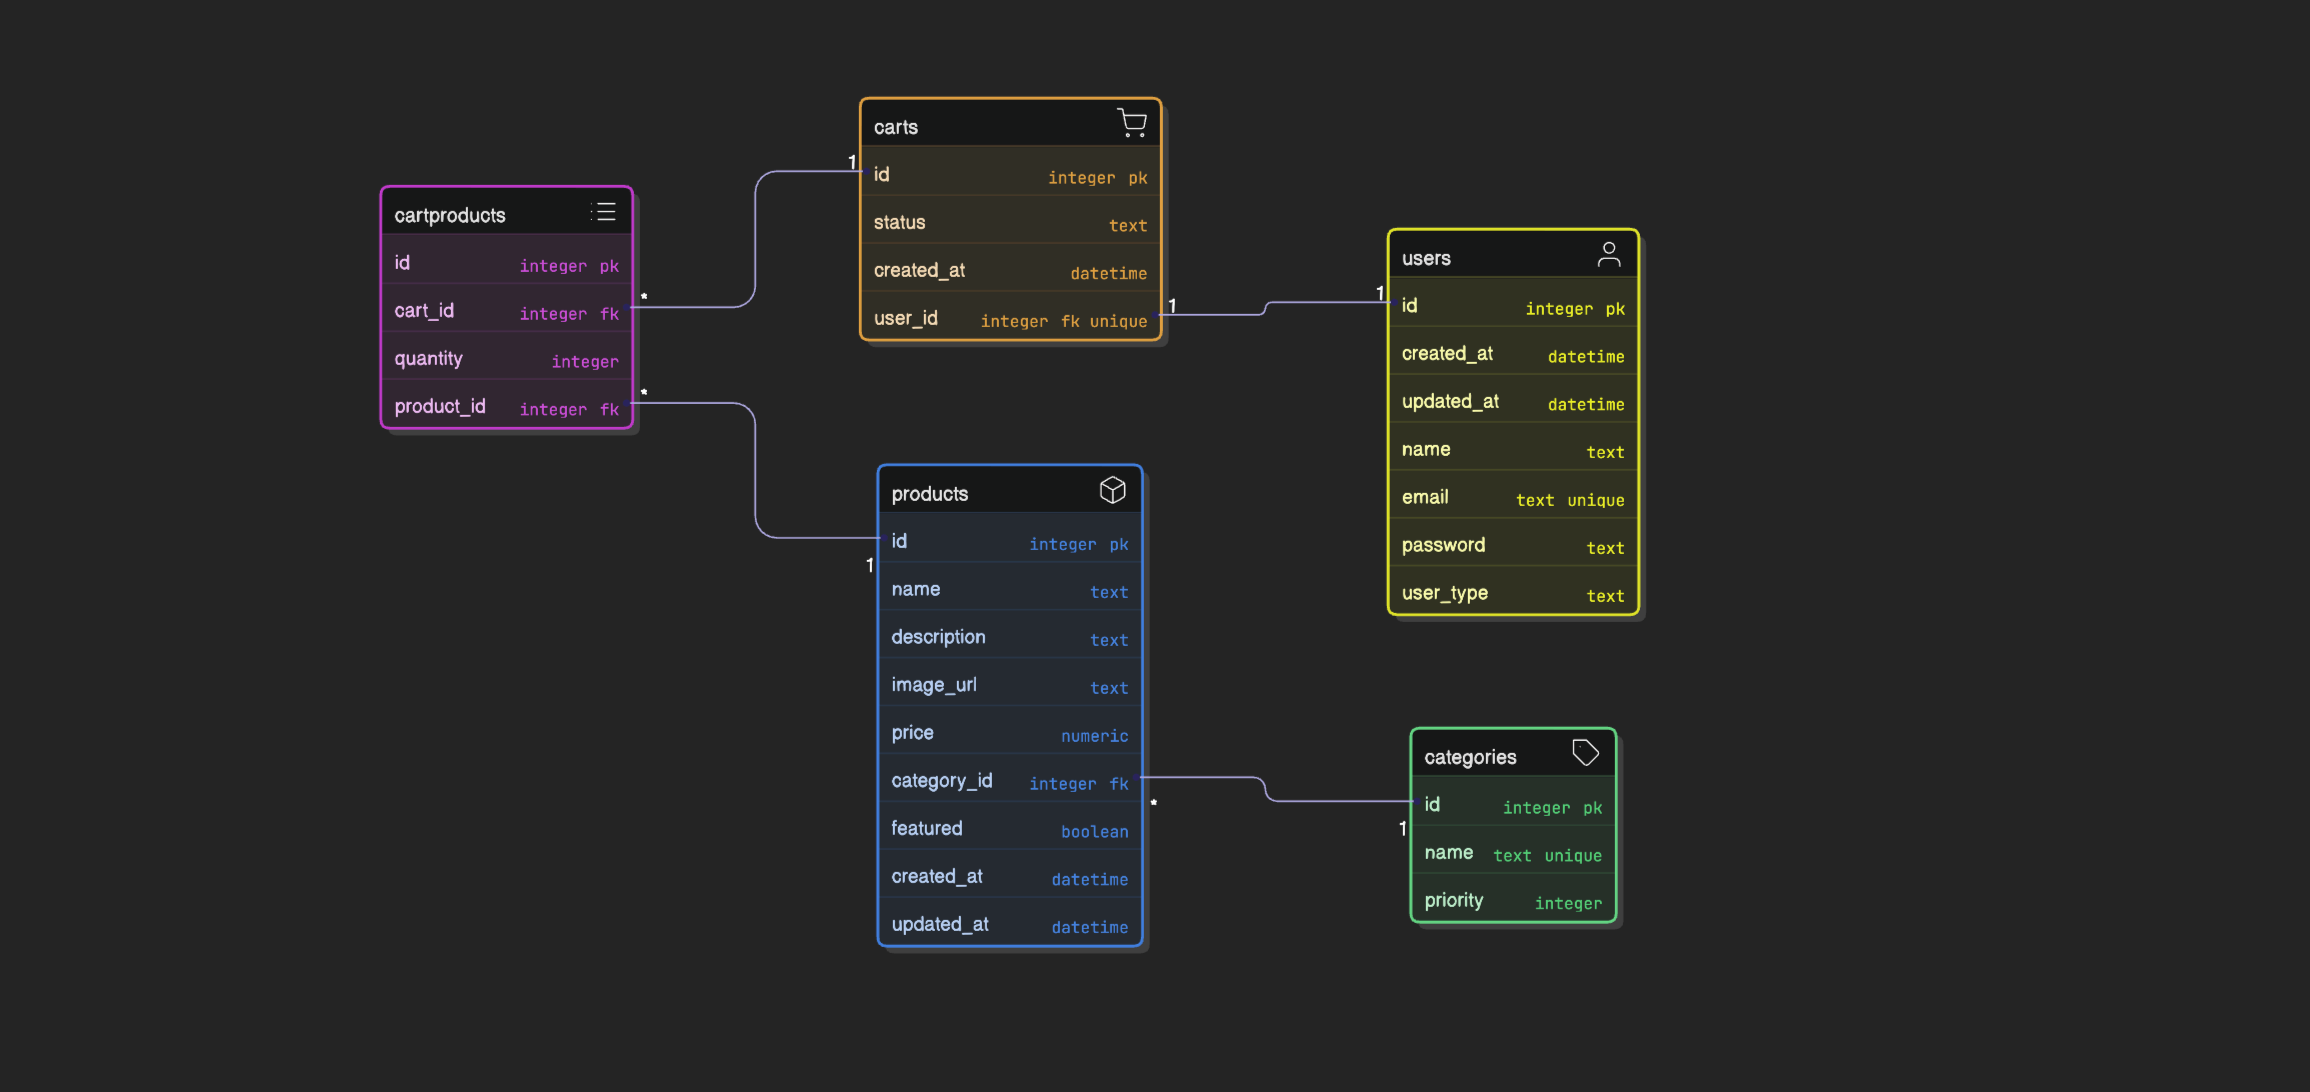 cartproducts
id integer pk
cart_id integer fk
quantity integer
product_id integer fk
*
*
carts
1
id integer pk
status text
created_at datetime
user_id integer fk unique
1
1
users
id integer pk
created_at datetime
updated_at datetime
name text
email text unique
password text
user_type text
products
id integer pk
1
name text
description text
image_url text
price numeric
category_id integer fk
*
featured boolean
created_at datetime
updated_at datetime
categories
id integer pk
1
name text unique
priority integer